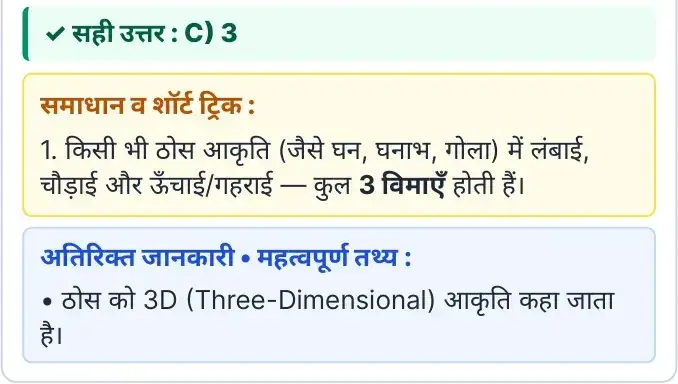 ✓ सही उत्तर : C) 3
समाधान व शॉर्ट ट्रिक :
1. किसी भी ठोस आकृति (जैसे घन, घनाभ, गोला) में लंबाई,
चौड़ाई और ऊँचाई/गहराई — कुल 3 विमाएँ होती हैं।
अतिरिक्त जानकारी • महत्वपूर्ण तथ्य :
• ठोस को 3D (Three-Dimensional) आकृति कहा जाता
है।